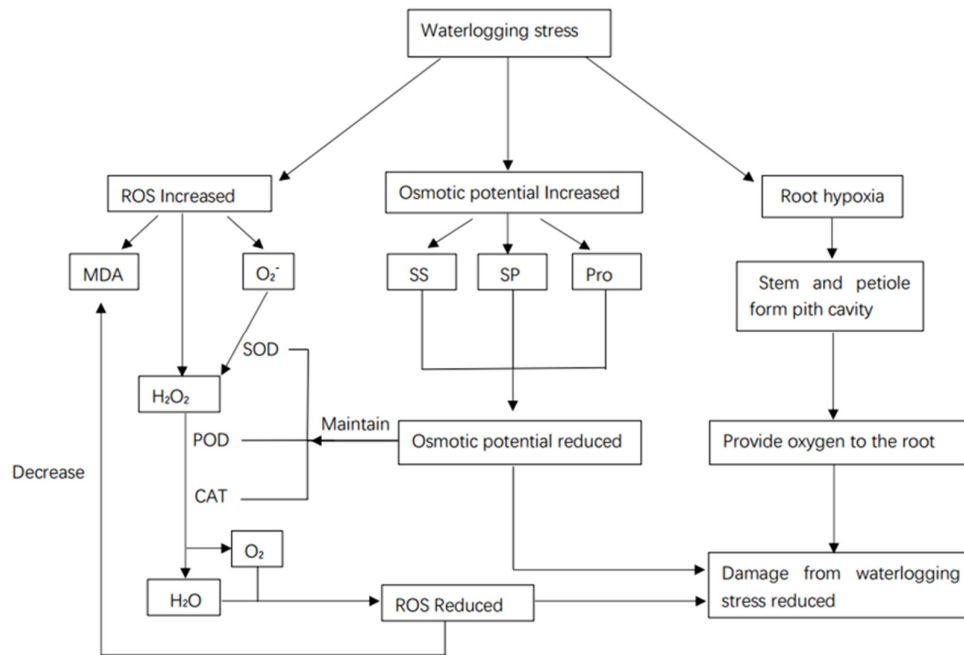 Waterlogging stress
ROS Increased
Osmotic potential Increased
Root hypoxia
MDA
O₂⁻
SS
SP
Pro
Stem and petiole
form pith cavity
SOD
H₂O₂
POD
Maintain
Osmotic potential reduced
Provide oxygen to the root
Decrease
CAT
O₂
H₂O
ROS Reduced
Damage from waterlogging
stress reduced